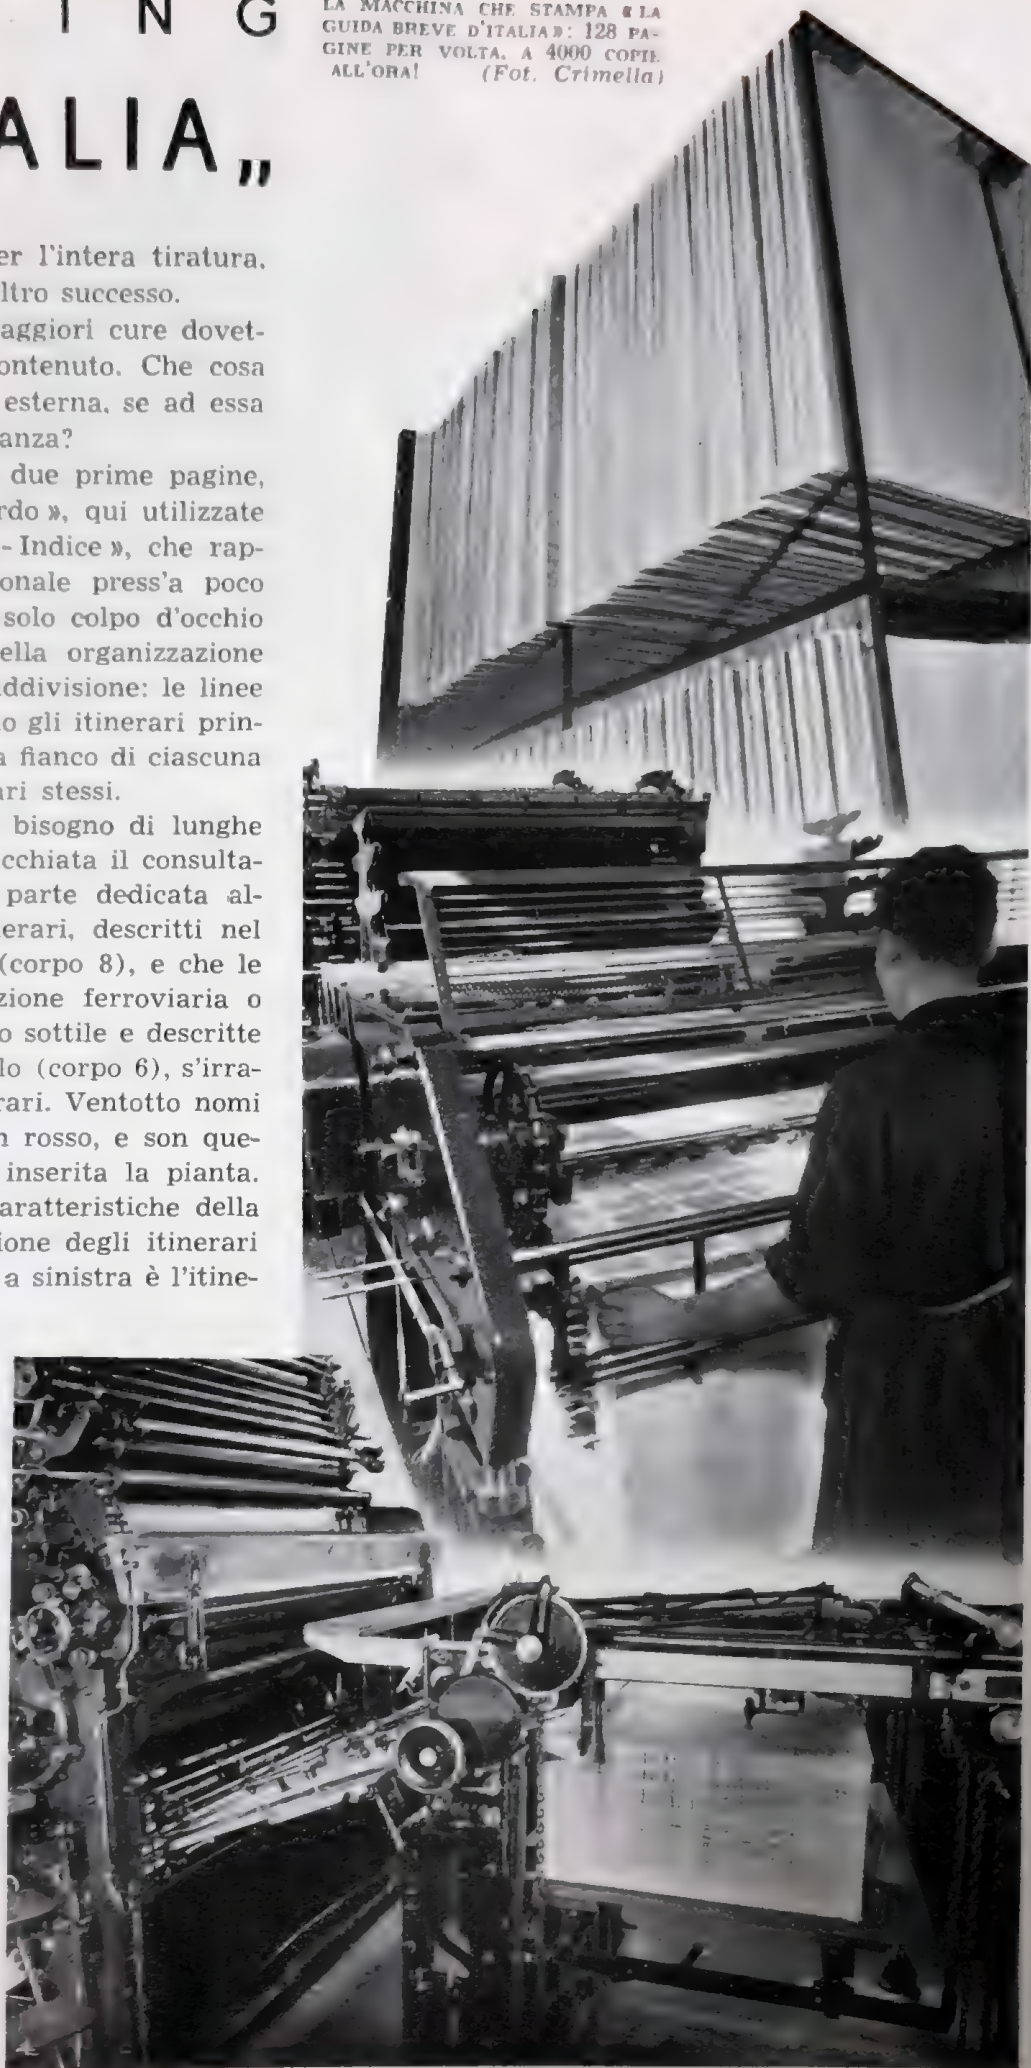 I N G
ALIA„
LA MACCHINA CHE STAMPA « LA
GUIDA BREVE D'ITALIA»: 128 PA-
GINE PER VOLTA, A 4000 COPIE
ALL'ORA! (Fot. Crimella)
er l'intera tiratura.
ltro successo.
aggiori cure dovet-
ontenuto. Che cosa
esterna, se ad essa
anza?
due prime pagine,
rdo », qui utilizzate
- Indice », che rap-
onale press'a poco
solo colpo d'occhio
ella organizzazione
ddivisione: le linee
o gli itinerari prin-
a fianco di ciascuna
ari stessi.
bisogno di lunghe
cchiata il consulta-
parte dedicata al-
erari, descritti nel
(corpo 8), e che le
zione ferroviaria o
o sottile e descritte
lo (corpo 6), s'irra-
rari. Ventotto nomi
n rosso, e son que-
inserita la pianta.
aratteristiche della
ione degli itinerari
a sinistra è l'itine-